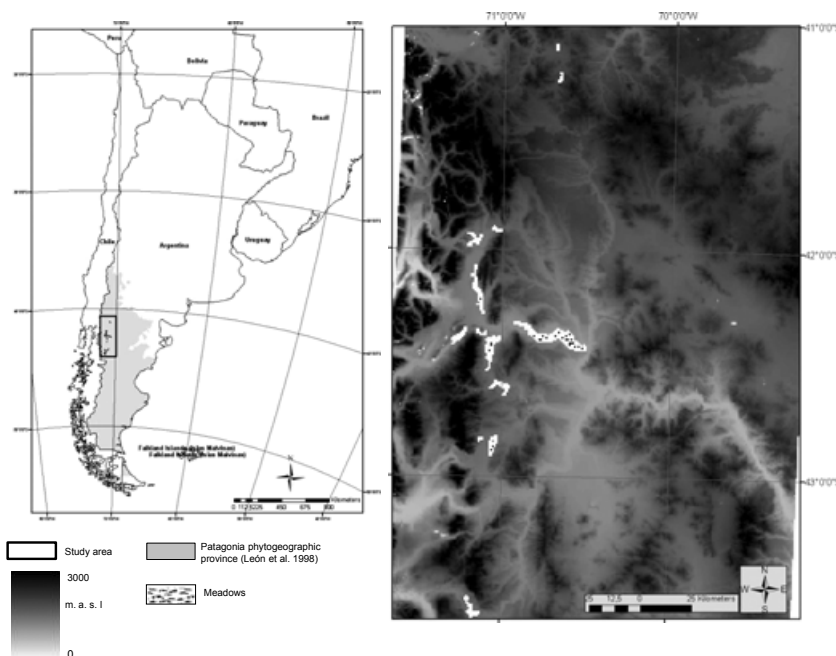 Peru
Bolivia
Paraguay
Brazil
Chile
Argentina
Uruguay
Falkland Islands (Islas Malvinas)
Falkland Islands (Islas Malvinas)
N
Kilometers
71°0'0"W
70°0'0"W
41°0'0"S
42°0'0"S
43°0'0"S
25 12,5 0 25 Kilometers
N
W E
S
Study area
Patagonia phytogeographic
province (León et al. 1998)
3000
m. a. s. l
0
Meadows